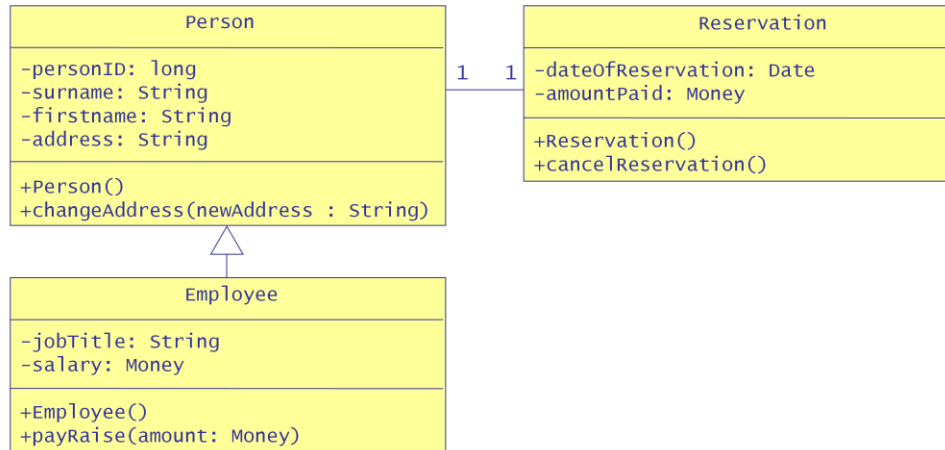 Person
-personID: long
-surname: String
-firstname: String
-address: String
+Person()
+changeAddress(newAddress : String)
1 1
Reservation
-dateOfReservation: Date
-amountPaid: Money
+Reservation()
+cancelReservation()
Employee
-jobTitle: String
-salary: Money
+Employee()
+payRaise(amount: Money)